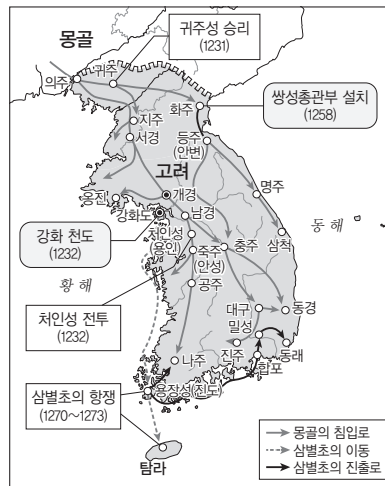 몽골
귀주성 승리
(1231)
의주
귀주
쌍성총관부 설치
(1258)
화주
지주
서경
등주
(안변)
고려
명주
옹진
개경
강화도
남경
강화 천도
(1232)
처인성
(용인)
죽주
(안성)
충주
삼척
동해
황해
공주
처인성 전투
(1232)
대구
밀성
동경
나주
진주
합포
동래
삼별초의 항쟁
(1270~1273)
용장성(진도)
탐라
몽골의 침입로
삼별초의 이동
삼별초의 진출로